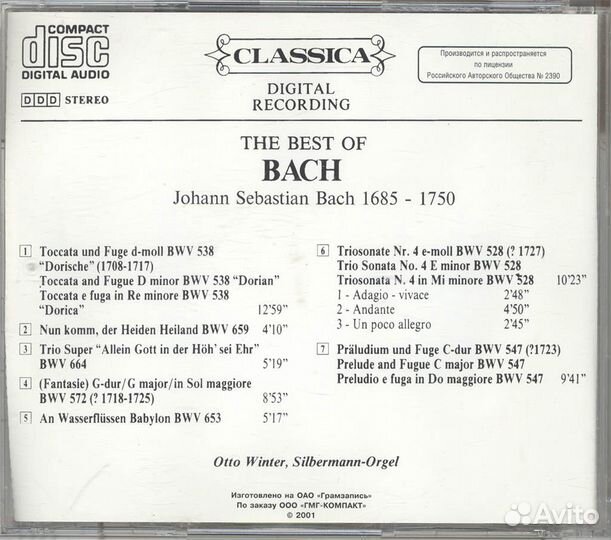 COMPACT
disc
DIGITAL AUDIO
DDD STEREO
CLASSICA
DIGITAL
RECORDING
Производится и распространяется
по лицензии
Российского Авторского Общества № 2390
THE BEST OF
BACH
Johann Sebastian Bach 1685 - 1750
1 Toccata und Fuge d-moll BWV 538
"Dorische" (1708-1717)
Toccata and Fugue D minor BWV 538 "Dorian"
Toccata e fuga in Re minore BWV 538
"Dorica" 12'59"
2 Nun komm, der Heiden Heiland BWV 659 4'10"
3 Trio Super "Allein Gott in der Höh' sei Ehr"
BWV 664 5'19"
4 (Fantasie) G-dur/G major/in Sol maggiore
BWV 572 (? 1718-1725) 8'53"
5 An Wasserflüssen Babylon BWV 653 5'17"
6 Triosonate Nr. 4 e-moll BWV 528 (? 1727)
Trio Sonata No. 4 E minor BWV 528
Triosonata N. 4 in Mi minore BWV 528 10'23"
1 - Adagio - vivace 2'48"
2 - Andante 4'50"
3 - Un poco allegro 2'45"
7 Präludium und Fuge C-dur BWV 547 (?1723)
Prelude and Fugue C major BWV 547
Preludio e fuga in Do maggiore BWV 547 9'41"
Otto Winter, Silbermann-Orgel
Изготовлено на ОАО «Грамзапись»
По заказу ООО "ГМГ-КОМПАКТ"
© 2001
Avito